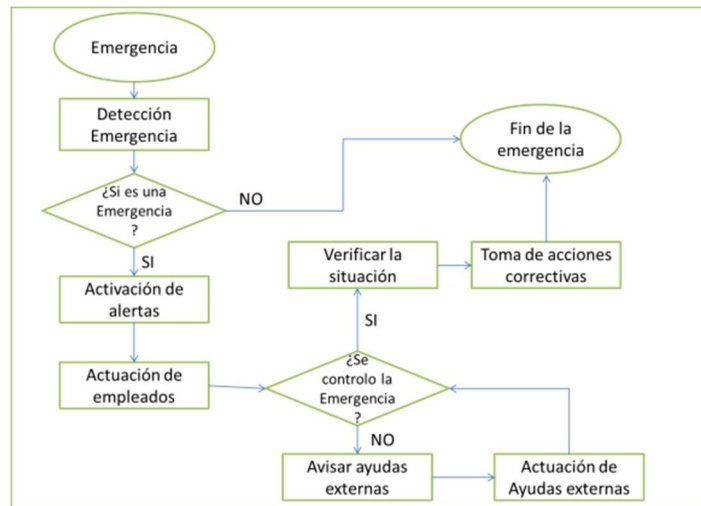 Emergencia
Detección
Emergencia
¿Si es una
Emergencia
?
NO
SI
Activación de
alertas
Actuación de
empleados
¿Se
controlo la
Emergencia
?
SI
Verificar la
situación
Toma de acciones
correctivas
Fin de la
emergencia
NO
Avisar ayudas
externas
Actuación de
Ayudas externas